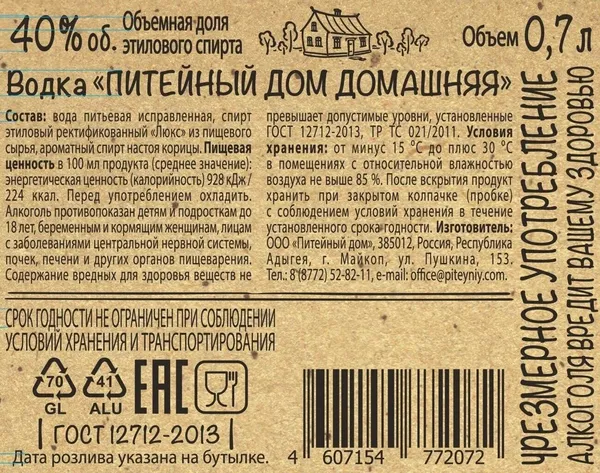 40% об. Объемная доля
этилового спирта
Объем 0,7 л
Водка «ПИТЕЙНЫЙ ДОМ ДОМАШНЯЯ»
Состав: вода питьевая исправленная, спирт
этиловый ректификованный «Люкс» из пищевого
сырья, ароматный спирт настоя корицы. Пищевая
ценность в 100 мл продукта (среднее значение):
энергетическая ценность (калорийность) 928 кДж/
224 ккал. Перед употреблением охладить.
Алкоголь противопоказан детям и подросткам до
18 лет, беременным и кормящим женщинам, лицам
с заболеваниями центральной нервной системы,
почек, печени и других органов пищеварения.
Содержание вредных для здоровья веществ не
превышает допустимые уровни, установленные
ГОСТ 12712-2013, ТР ТС 021/2011. Условия
хранения: от минус 15 °С до плюс 30 °С
в помещениях с относительной влажностью
воздуха не выше 85 %. После вскрытия продукт
хранить при закрытом колпачке (пробке)
с соблюдением условий хранения в течение
установленного срока годности. Изготовитель:
ООО «Питейный дом», 385012, Россия, Республика
Адыгея, г. Майкоп, ул. Пушкина, 153.
Тел.: 8 (8772) 52-82-11, e-mail: office@piteyniy.com
СРОК ГОДНОСТИ НЕ ОГРАНИЧЕН ПРИ СОБЛЮДЕНИИ
УСЛОВИЙ ХРАНЕНИЯ И ТРАНСПОРТИРОВАНИЯ
70
GL
41
ALU
EAC
ГОСТ 12712-2013
Дата розлива указана на бутылке.
4 607154 772072
ЧРЕЗМЕРНОЕ УПОТРЕБЛЕНИЕ
АЛКОГОЛЯ ВРЕДИТ ВАШЕМУ ЗДОРОВЬЮ